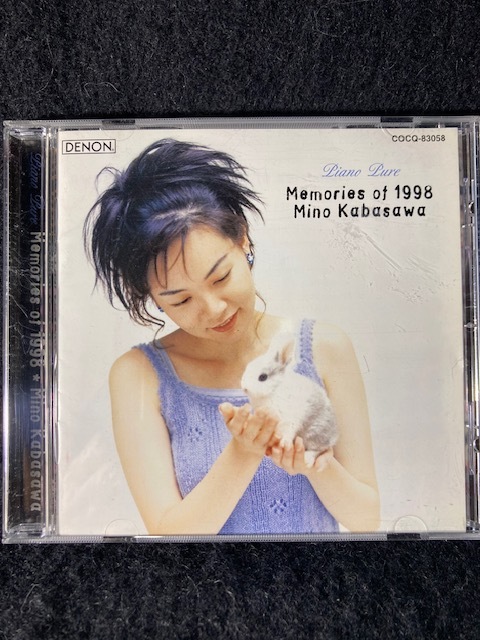 DENON
COCQ-83058
Piano Pure
Memories of 1998
Mino Kabasawa
Piano Pure Memories of 1998 * Mino Kabasawa